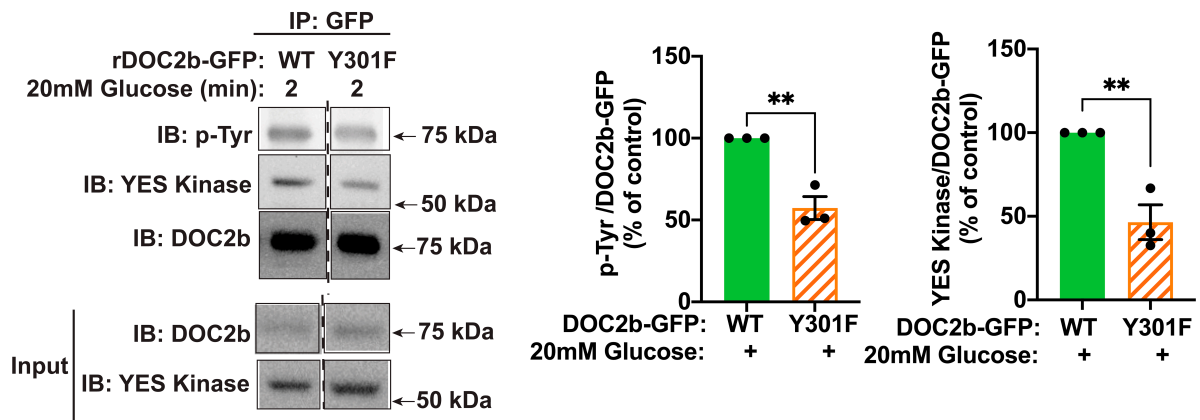 IP: GFP
rDOC2b-GFP: WT Y301F
20mM Glucose (min): 2 2
IB: p-Tyr ←75 kDa
IB: YES Kinase ←50 kDa
IB: DOC2b ←75 kDa
Input
IB: DOC2b ←75 kDa
IB: YES Kinase ←50 kDa
p-Tyr /DOC2b-GFP
(% of control)
150
100
50
0
**
DOC2b-GFP: WT Y301F
20mM Glucose: + +
YES Kinase/DOC2b-GFP
(% of control)
150
100
50
0
**
DOC2b-GFP: WT Y301F
20mM Glucose: + +